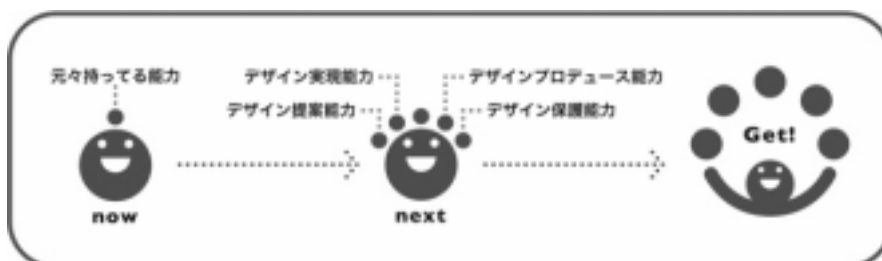 元々持ってる能力
デザイン実現能力
デザインプロデュース能力
デザイン提案能力
デザイン保護能力
Get!
now
next